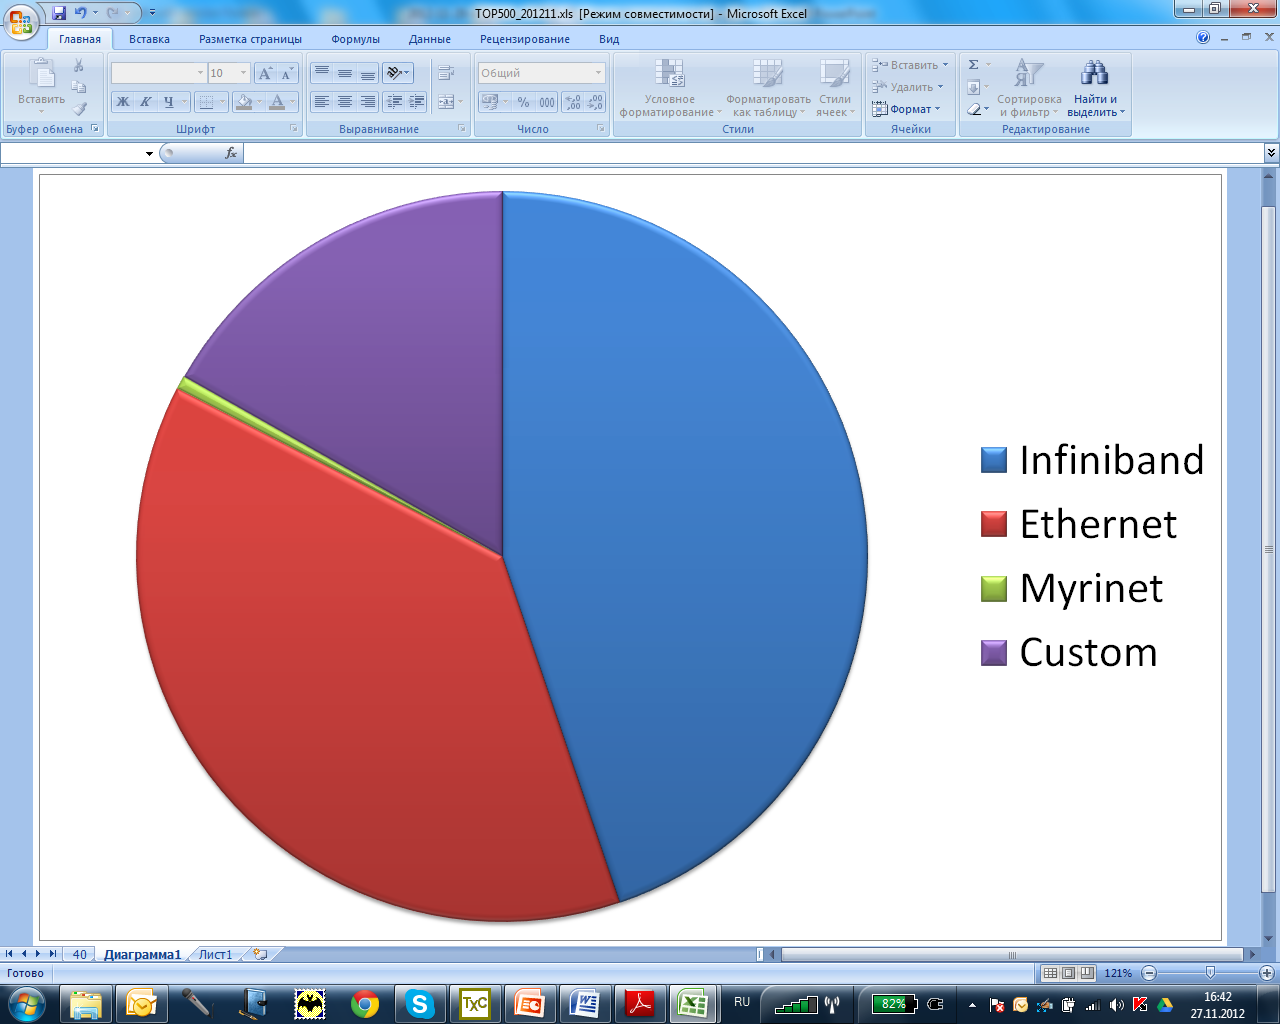 TOP500_201211.xls [Режим совместимости] - Microsoft Excel
Главная Вставка Разметка страницы Формулы Данные Рецензирование Вид
10 Общий Вставить
Удалить
Формат
Вставить
Условное форматирование
Форматировать как таблицу
Стили ячеек
Сортировка и фильтр
Найти и выделить
Ж К Ч % 000
Буфер обмена Шрифт Выравнивание Число Стили Ячейки Редактирование
fx
Infiniband
Ethernet
Myrinet
Custom
40 Диаграмма1 Лист1
Готово 121%
TXC RU 82% 16:42
27.11.2012